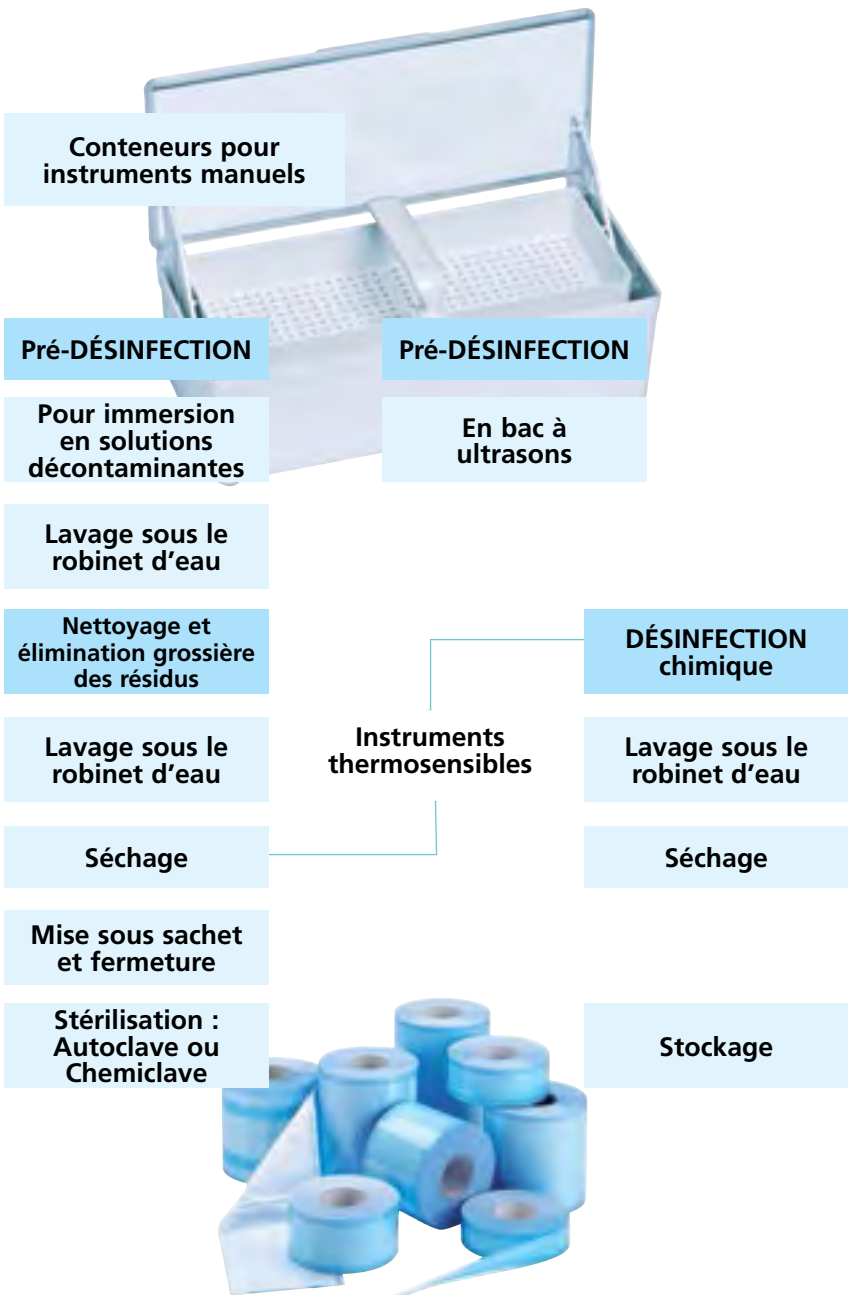 Conteneurs pour
instruments manuels
Pré-DÉSINFECTION
Pré-DÉSINFECTION
Pour immersion
en solutions
décontaminantes
En bac à
ultrasons
Lavage sous le
robinet d’eau
Nettoyage et
élimination grossière
des résidus
DÉSINFECTION
chimique
Instruments
thermosensibles
Lavage sous le
robinet d’eau
Lavage sous le
robinet d’eau
Séchage
Séchage
Mise sous sachet
et fermeture
Stérilisation :
Autoclave ou
Chemiclave
Stockage